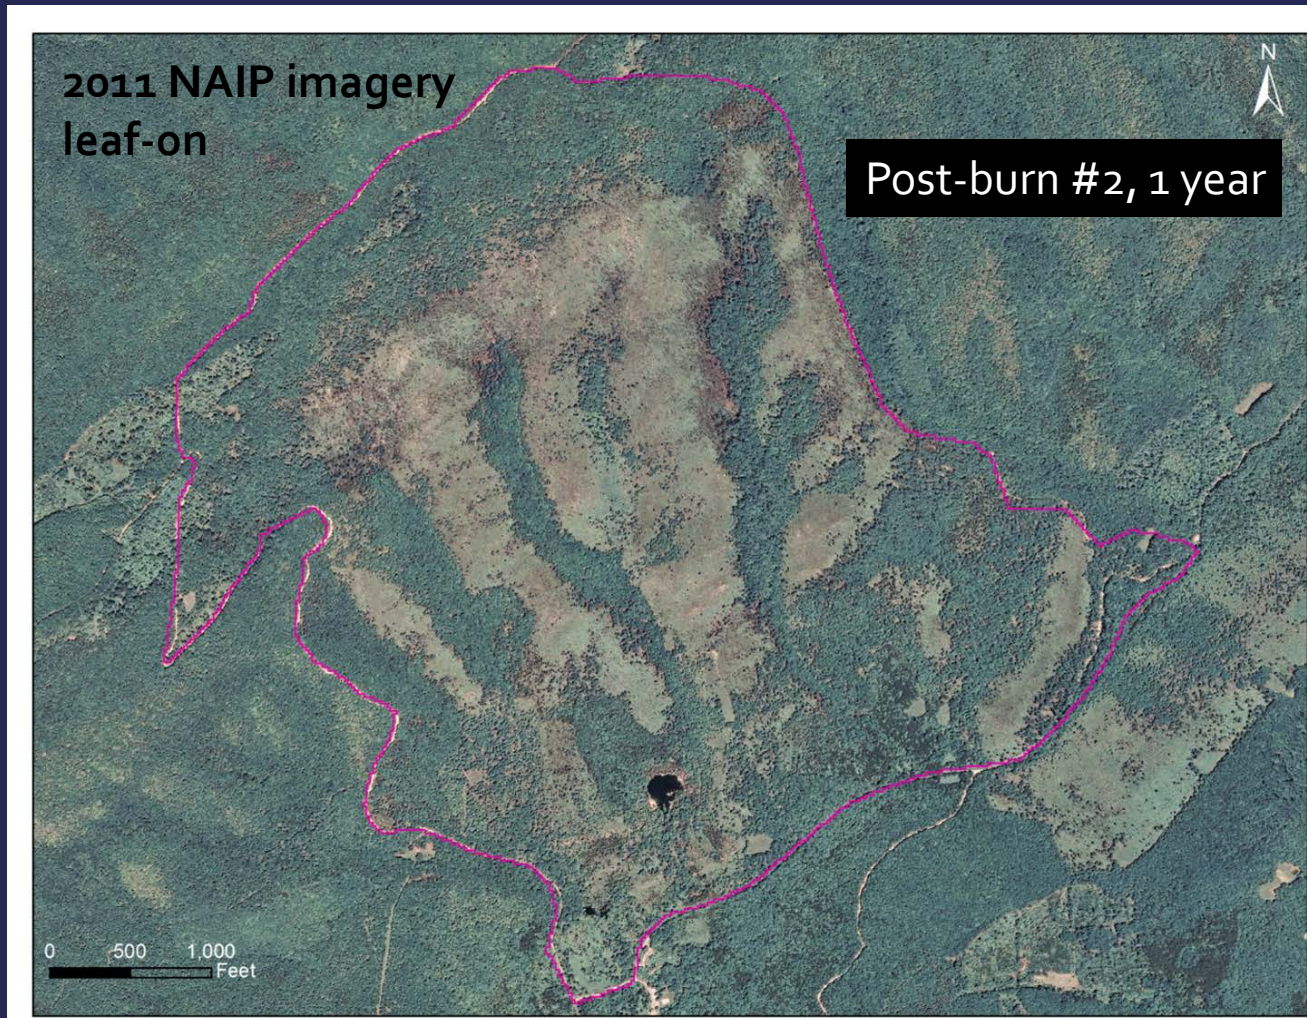 2011 NAIP imagery
leaf-on
N
Post-burn #2, 1 year
0 500 1,000
Feet